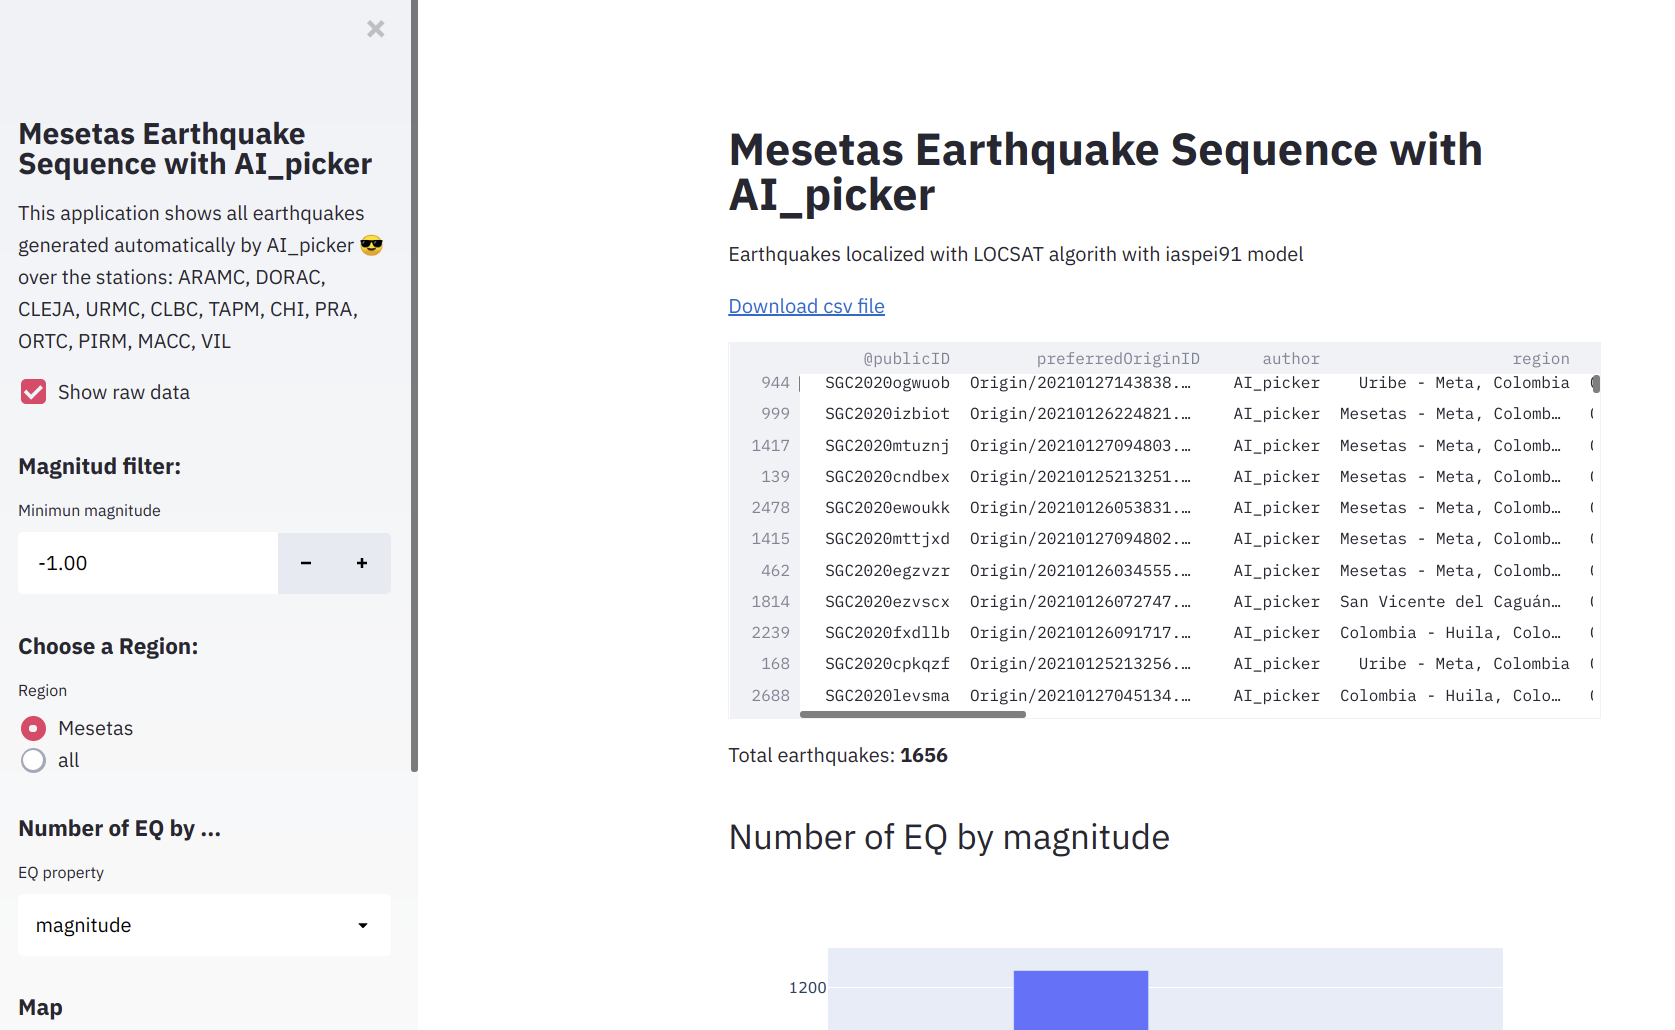 Mesetas Earthquake
Sequence with AI_picker
This application shows all earthquakes
generated automatically by AI_picker 😎
over the stations: ARAMC, DORAC,
CLEJA, URMC, CLBC, TAPM, CHI, PRA,
ORTC, PIRM, MACC, VIL
Show raw data
Magnitud filter:
Minimun magnitude
-1.00
Choose a Region:
Region
Mesetas
all
Number of EQ by ...
EQ property
magnitude
Map
Mesetas Earthquake Sequence with
AI_picker
Earthquakes localized with LOCSAT algorith with iaspei91 model
Download csv file
@publicID preferredOriginID author region
944 SGC2020ogwuob Origin/20210127143838.… AI_picker Uribe - Meta, Colombia
999 SGC2020izbiot Origin/20210126224821.… AI_picker Mesetas - Meta, Colomb…
1417 SGC2020mtuznj Origin/20210127094803.… AI_picker Mesetas - Meta, Colomb…
139 SGC2020cndbex Origin/20210125213251.… AI_picker Mesetas - Meta, Colomb…
2478 SGC2020ewoukk Origin/20210126053831.… AI_picker Mesetas - Meta, Colomb…
1415 SGC2020mttjxd Origin/20210127094802.… AI_picker Mesetas - Meta, Colomb…
462 SGC2020egzvzr Origin/20210126034555.… AI_picker Mesetas - Meta, Colomb…
1814 SGC2020ezvscx Origin/20210126072747.… AI_picker San Vicente del Caguán…
2239 SGC2020fxdllb Origin/20210126091717.… AI_picker Colombia - Huila, Colo…
168 SGC2020cpkqzf Origin/20210125213256.… AI_picker Uribe - Meta, Colombia
2688 SGC2020levsma Origin/20210127045134.… AI_picker Colombia - Huila, Colo…
Total earthquakes: 1656
Number of EQ by magnitude
1200